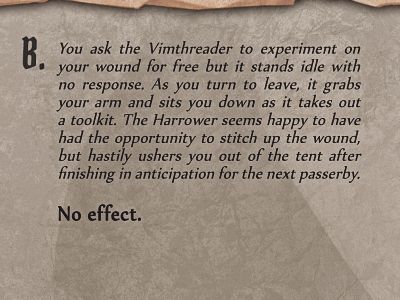 B. You ask the Vimthreader to experiment on
your wound for free but it stands idle with
no response. As you turn to leave, it grabs
your arm and sits you down as it takes out
a toolkit. The Harrower seems happy to have
had the opportunity to stitch up the wound,
but hastily ushers you out of the tent after
finishing in anticipation for the next passerby.
No effect.